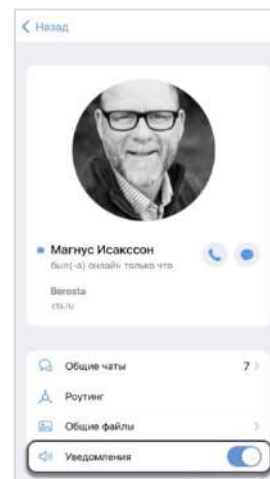 Назад
Магнус Исакссон
был(-а) онлайн только что
Berosta
cts.ru
Общие чаты 7
Роутинг
Общие файлы
Уведомления